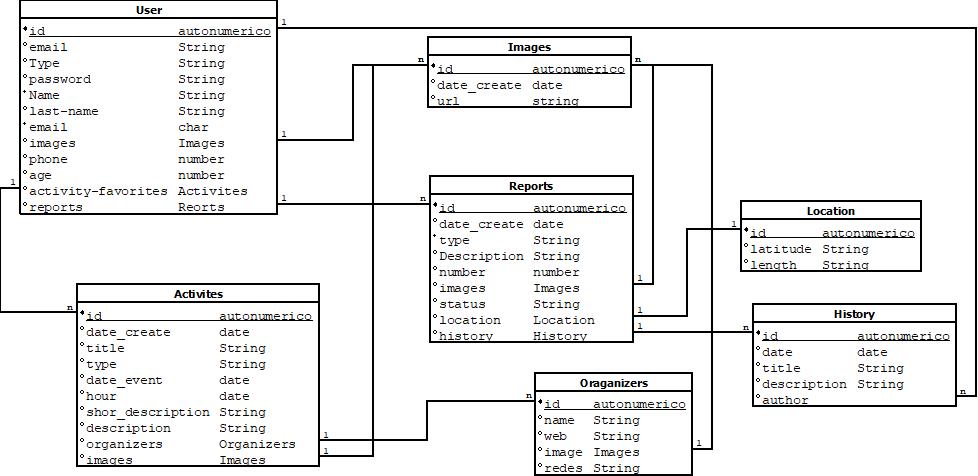 User
id autonumerico
email String
Type String
password String
Name String
last-name String
email char
images Images
phone number
age number
activity-favorites Activites
reports Reorts
1
1
1
1
Images
id autonumerico
date_create date
url string
n
n
Reports
id autonumerico
date_create date
type String
Description String
number number
images Images
status String
location Location
history History
n
1
1
1
Location
id autonumerico
latitude String
length String
1
Activites
id autonumerico
date_create date
title String
type String
date_event date
hour date
shor_description String
description String
organizers Organizers
images Images
n
1
1
History
id autonumerico
date date
title String
description String
author
n
n
Oraganizers
id autonumerico
name String
web String
image Images
redes String
n
1